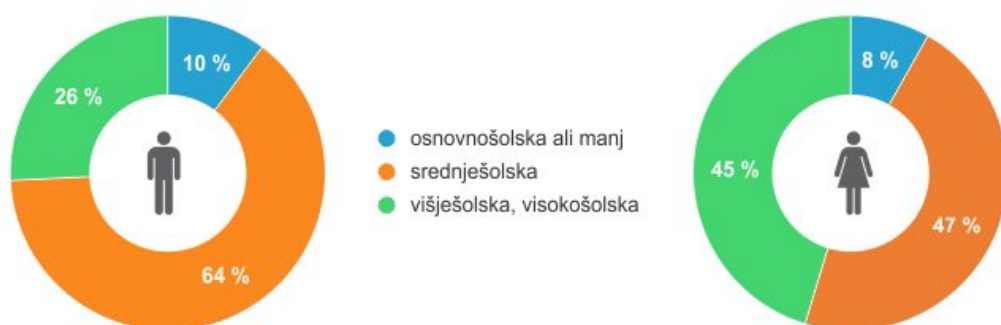 10 %
26 %
64 %
osnovnošolska ali manj
srednješolska
višješolska, visokošolska
8 %
45 %
47 %